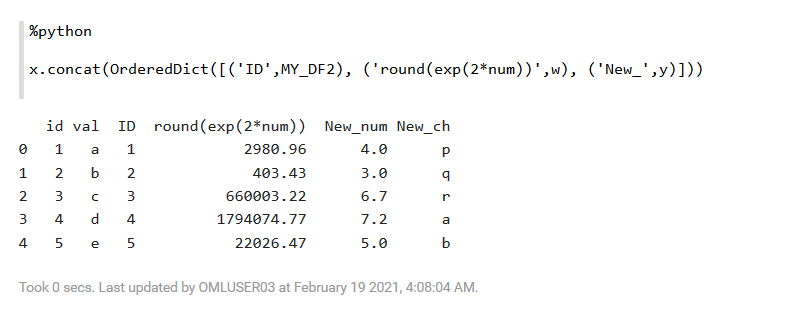 %python
x.concat(OrderedDict([('ID',MY_DF2), ('round(exp(2*num))',w), ('New_',y)]))
id val ID round(exp(2*num)) New_num New_ch
0 1 a 1 2980.96 4.0 p
1 2 b 2 403.43 3.0 q
2 3 c 3 660003.22 6.7 r
3 4 d 4 1794074.77 7.2 a
4 5 e 5 22026.47 5.0 b
Took 0 secs. Last updated by OMLUSER03 at February 19 2021, 4:08:04 AM.